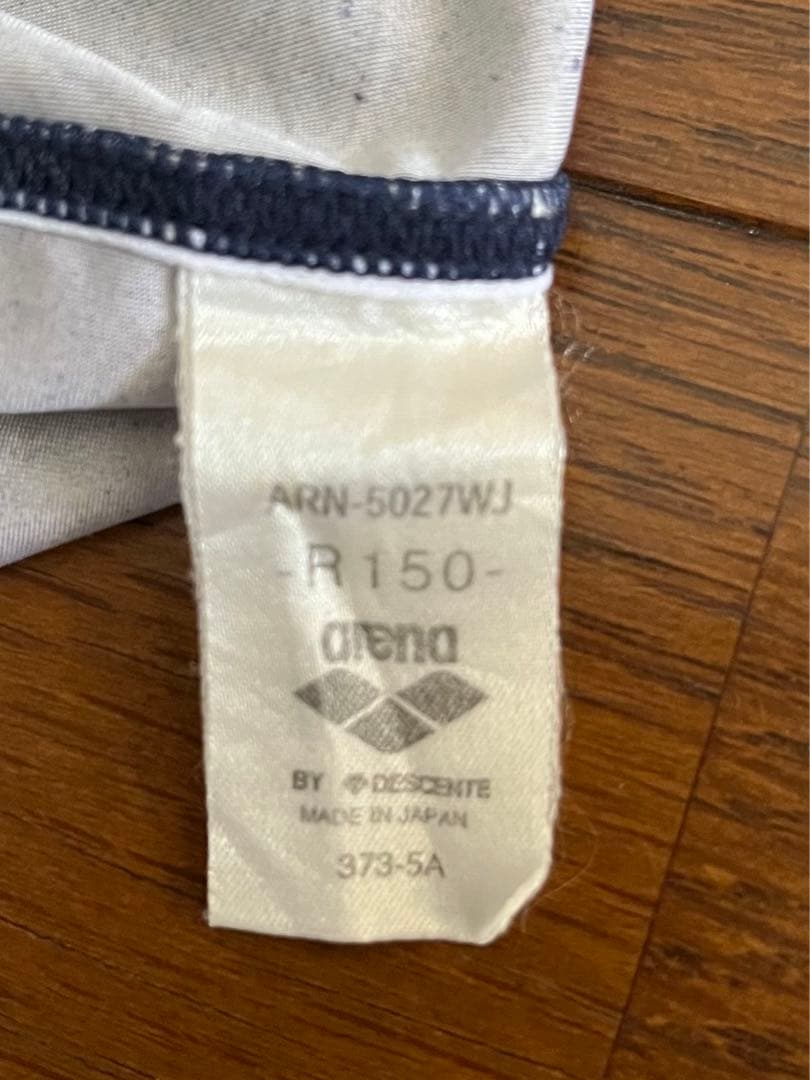 ARN-5027WJ
-R150-
arena
BY DESCENTE
MADE IN JAPAN
373-5A